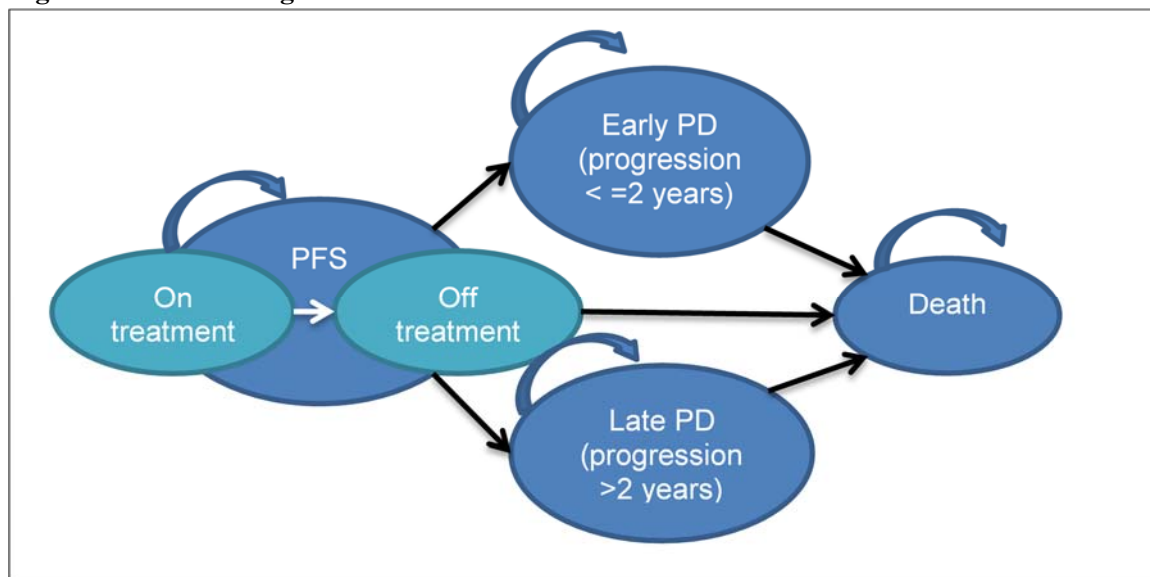 PFS
On
treatment
Off
treatment
Early PD
(progression
< =2 years)
Late PD
(progression
>2 years)
Death